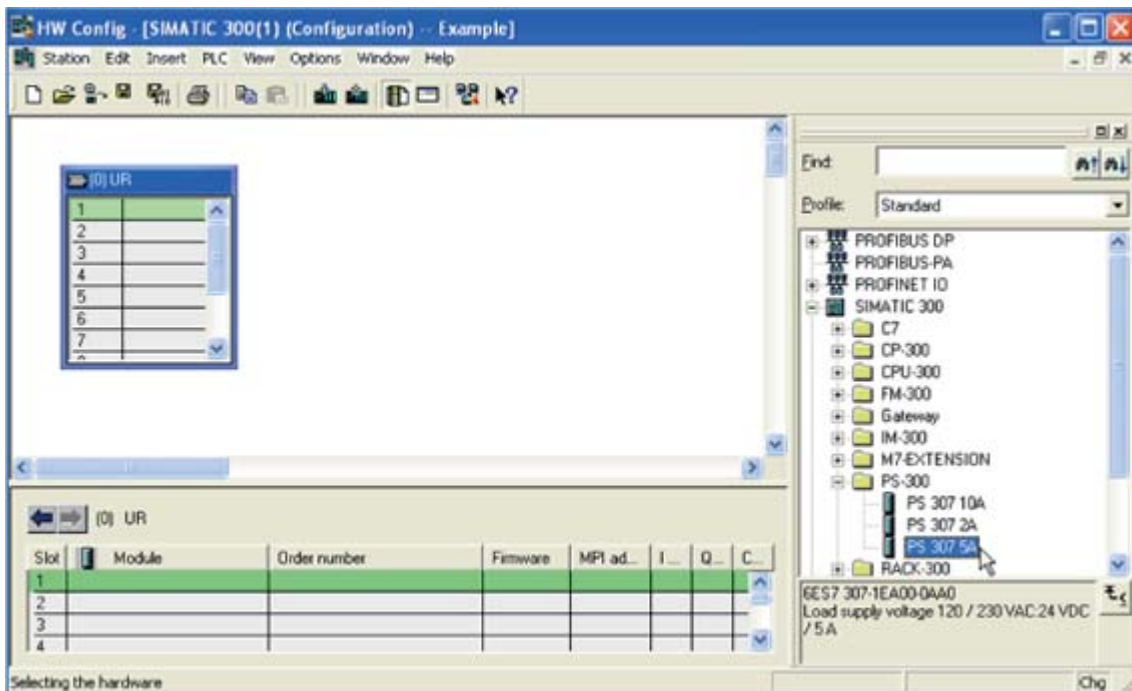 HW Config - [SIMATIC 300(1) (Configuration) -- Example]
Station Edit Insert PLC View Options Window Help
(0) UR
1
2
3
4
5
6
7
Find:
Profile: Standard
PROFIBUS DP
PROFIBUS-PA
PROFINET IO
SIMATIC 300
C7
CP-300
CPU-300
FM-300
Gateway
IM-300
M7-EXTENSION
PS-300
PS 307 10A
PS 307 2A
PS 307 5A
RACK-300
6ES7 307-1EA00-0AA0
Load supply voltage 120 / 230 VAC:24 VDC
/ 5 A
(0) UR
Slot Module Order number Firmware MPI ad... I... Q... C...
1
2
3
4
Selecting the hardware
Chg